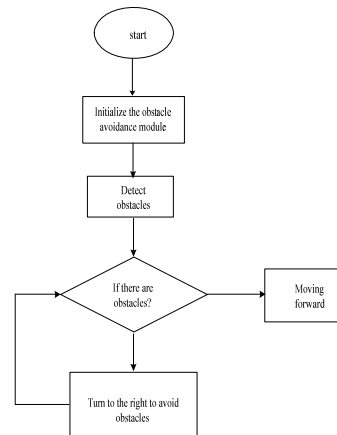 start
Initialize the obstacle
avoidance module
Detect
obstacles
If there are
obstacles?
Moving
forward
Turn to the right to avoid
obstacles